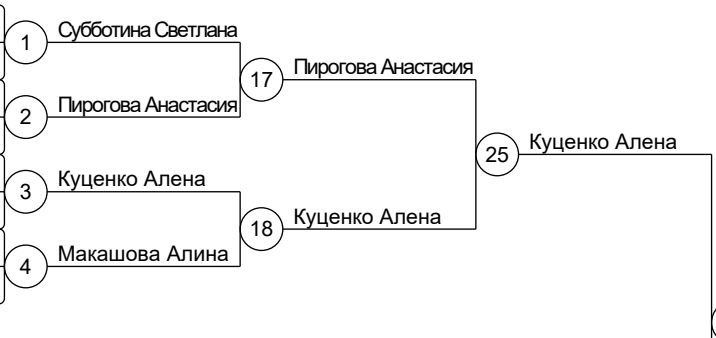 1 Субботина Светлана
17 Пирогова Анастасия
2 Пирогова Анастасия
25 Куценко Алена
3 Куценко Алена
18 Куценко Алена
4 Макашова Алина